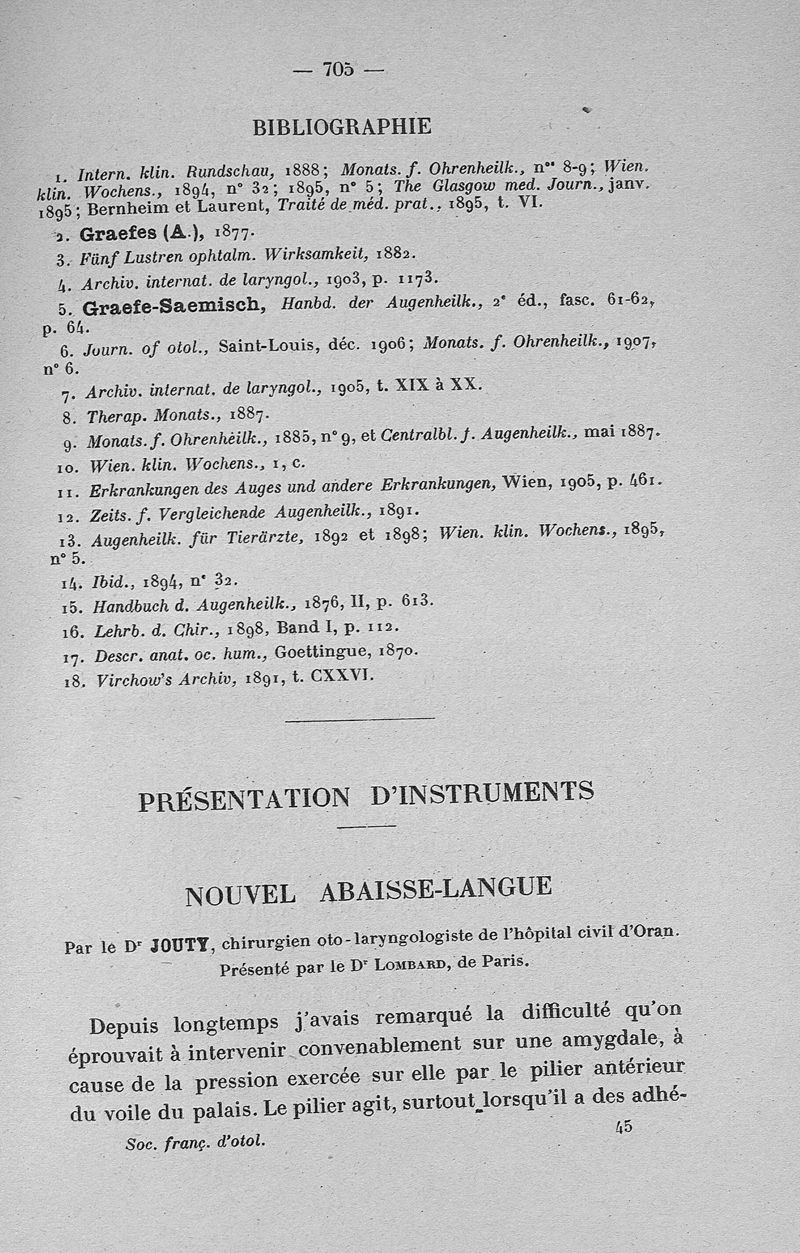 — 705 —
BIBLIOGRAPHIE
1. Intern. klin. Rundschau, 1888; Monats. f. Ohrenheilk., nos 8-9; Wien.
klin. Wochens., 1894, n° 32; 1895, n° 5; The Glasgow med. Journ., janv.
1895; Bernheim et Laurent, Traité de méd. prat., 1895, t. VI.
2. Graefes (A.), 1877.
3. Fünf Lustren ophtalm. Wirksamkeit, 1882.
4. Archiv. internat. de laryngol., 1903, p. 1173.
5. Graefe-Saemisch, Hanbd. der Augenheilk., 2e éd., fasc. 61-62,
p. 64.
6. Journ. of otol., Saint-Louis, déc. 1906; Monats. f. Ohrenheilk., 1907,
n° 6.
7. Archiv. internat. de laryngol., 1905, t. XIX à XX.
8. Therap. Monats., 1887.
9. Monats. f. Ohrenheilk., 1885, n° 9, et Centralbl. f. Augenheilk., mai 1887.
10. Wien. klin. Wochens., 1, c.
11. Erkrankungen des Auges und andere Erkrankungen, Wien, 1905, p. 461.
12. Zeits. f. Vergleichende Augenheilk., 1891.
13. Augenheilk. für Tierärzte, 1892 et 1898; Wien. klin. Wochens., 1895,
n° 5.
14. Ibid., 1894, n° 32.
15. Handbuch d. Augenheilk., 1876, II, p. 613.
16. Lehrb. d. Chir., 1898, Band I, p. 112.
17. Descr. anat. oc. hum., Goettingue, 1870.
18. Virchow's Archiv, 1891, t. CXXVI.
PRÉSENTATION D'INSTRUMENTS
NOUVEL ABAISSE-LANGUE
Par le Dr JOUTY, chirurgien oto-laryngologiste de l'hôpital civil d'Oran.
Présenté par le Dr LOMBARD, de Paris.
Depuis longtemps j'avais remarqué la difficulté qu'on
éprouvait à intervenir convenablement sur une amygdale, à
cause de la pression exercée sur elle par le pilier antérieur
du voile du palais. Le pilier agit, surtout lorsqu'il a des adhé-
Soc. franç. d'otol.
45